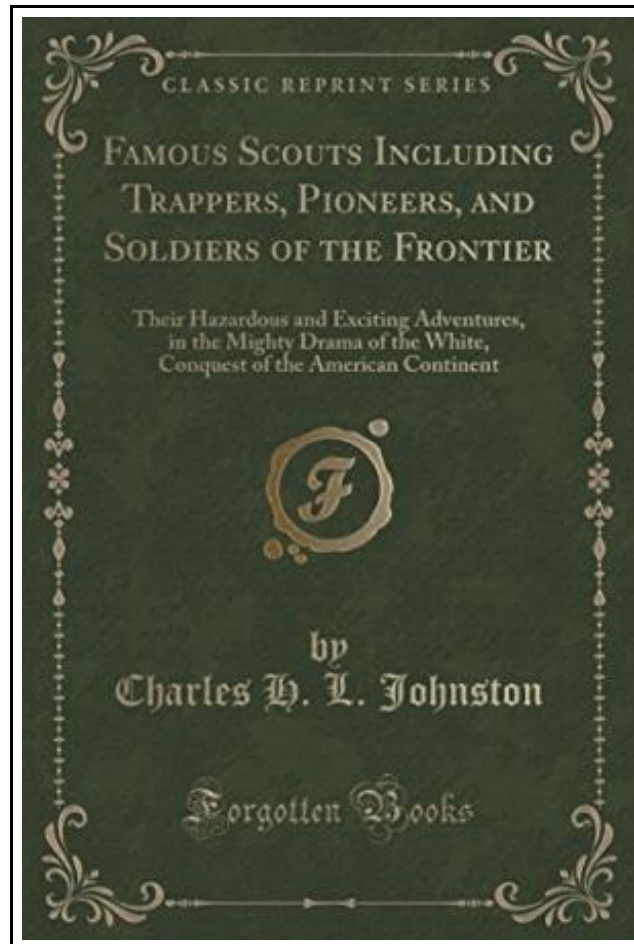 CLASSIC REPRINT SERIES
FAMOUS SCOUTS INCLUDING
TRAPPERS, PIONEERS, AND
SOLDIERS OF THE FRONTIER
Their Hazardous and Exciting Adventures,
in the Mighty Drama of the White,
Conquest of the American Continent
F
by
Charles H. L. Johnston
Forgotten Books